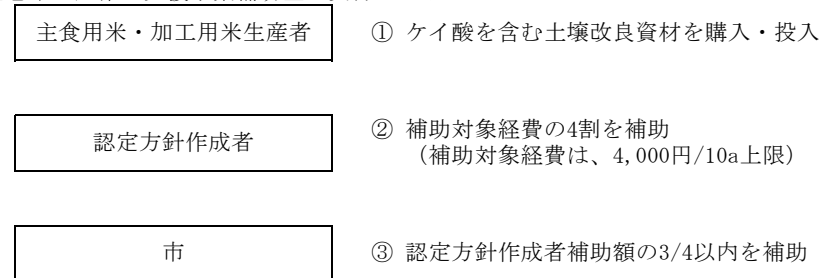 主食用米・加工用米生産者
① ケイ酸を含む土壌改良資材を購入・投入
認定方針作成者
② 補助対象経費の4割を補助
（補助対象経費は、4,000円/10a上限）
市
③ 認定方針作成者補助額の3/4以内を補助